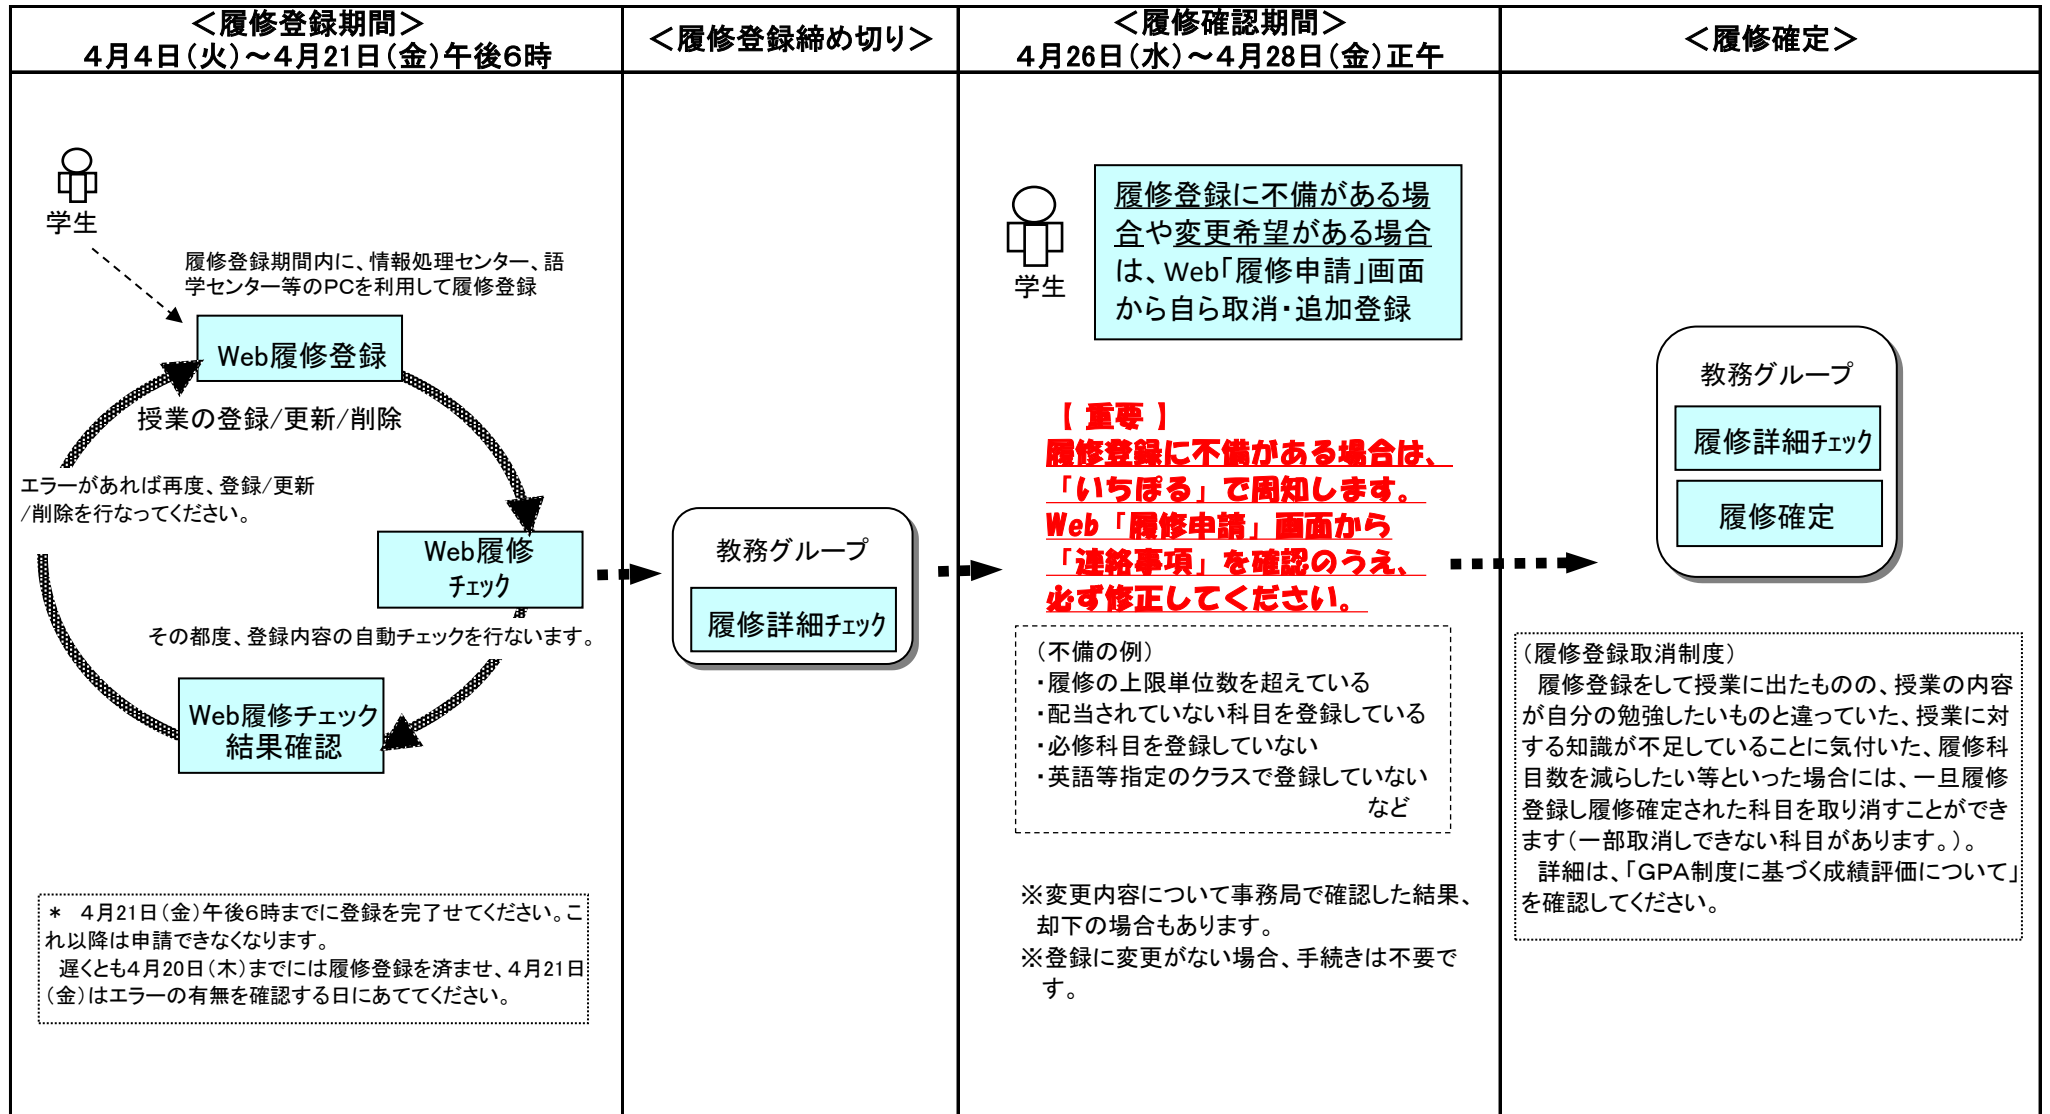 ＜履修登録期間＞
４月４日（火）～４月21日（金）午後６時
＜履修登録締め切り＞
＜履修確認期間＞
４月26日（水）～４月28日（金）正午
＜履修確定＞
学生
履修登録期間内に、情報処理センター、語
学センター等のＰＣを利用して履修登録
Web履修登録
授業の登録/更新/削除
エラーがあれば再度、登録/更新
/削除を行なってください。
Web履修
チェック
その都度、登録内容の自動チェックを行ないます。
Web履修チェック
結果確認
＊　４月21日（金）午後６時までに登録を完了せてください。こ
れ以降は申請できなくなります。
遅くとも４月20日（木）までには履修登録を済ませ、４月21日
（金）はエラーの有無を確認する日にあててください。
教務グループ
履修詳細チェック
学生
履修登録に不備がある場
合や変更希望がある場合
は、Web「履修申請」画面
から自ら取消・追加登録
【 重要 】
履修登録に不備がある場合は、
「いちぽる」で周知します。
Web「履修申請」画面から
「連絡事項」を確認のうえ、
必ず修正してください。
（不備の例）
・履修の上限単位数を超えている
・配当されていない科目を登録している
・必修科目を登録していない
・英語等指定のクラスで登録していない
など
※変更内容について事務局で確認した結果、
却下の場合もあります。
※登録に変更がない場合、手続きは不要で
す。
教務グループ
履修詳細チェック
履修確定
（履修登録取消制度）
履修登録をして授業に出たものの、授業の内容
が自分の勉強したいものと違っていた、授業に対
する知識が不足していることに気付いた、履修科
目数を減らしたい等といった場合には、一旦履修
登録し履修確定された科目を取り消すことができ
ます（一部取消しできない科目があります。）。
詳細は、「ＧＰＡ制度に基づく成績評価について」
を確認してください。